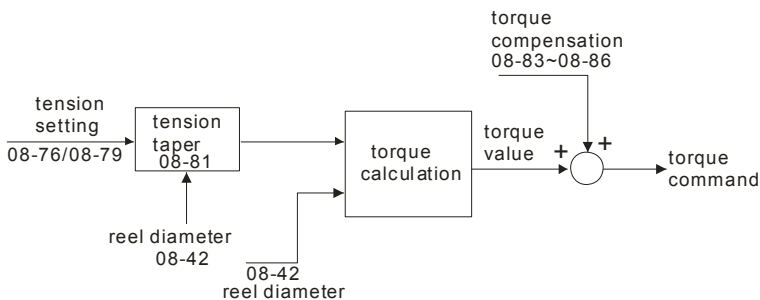 torque
compensation
08-83~08-86
tension
setting
08-76/08-79
tension
taper
08-81
torque
calculation
torque
value
+
+
torque
command
reel diameter
08-42
08-42
reel diameter